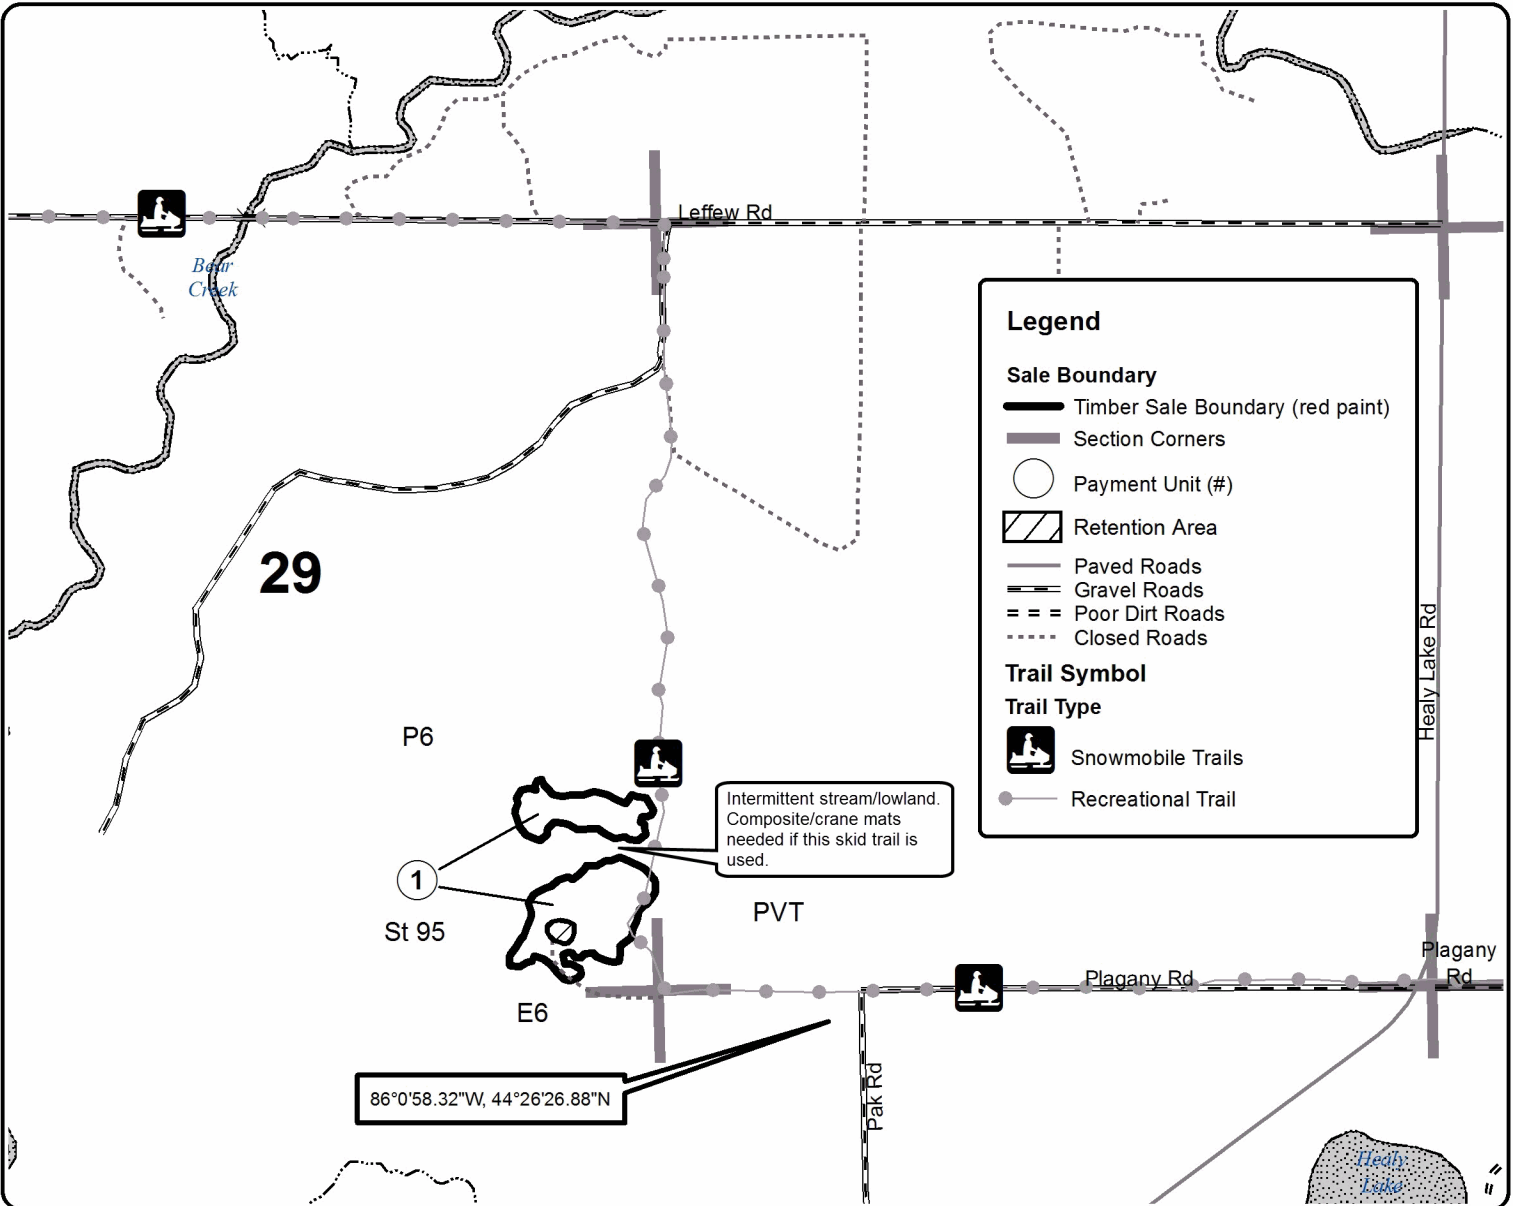 Leffew Rd
Bear
Creek
Legend
Sale Boundary
Timber Sale Boundary (red paint)
Section Corners
Payment Unit (#)
Retention Area
Paved Roads
Gravel Roads
Poor Dirt Roads
Closed Roads
Trail Symbol
Trail Type
Snowmobile Trails
Recreational Trail
29
Healy Lake Rd
P6
Intermittent stream/lowland.
Composite/crane mats
needed if this skid trail is
used.
1
St 95
PVT
E6
Plagany Rd
Plagany
Rd
86°0'58.32"W, 44°26'26.88"N
Pak Rd
Healy
Lake